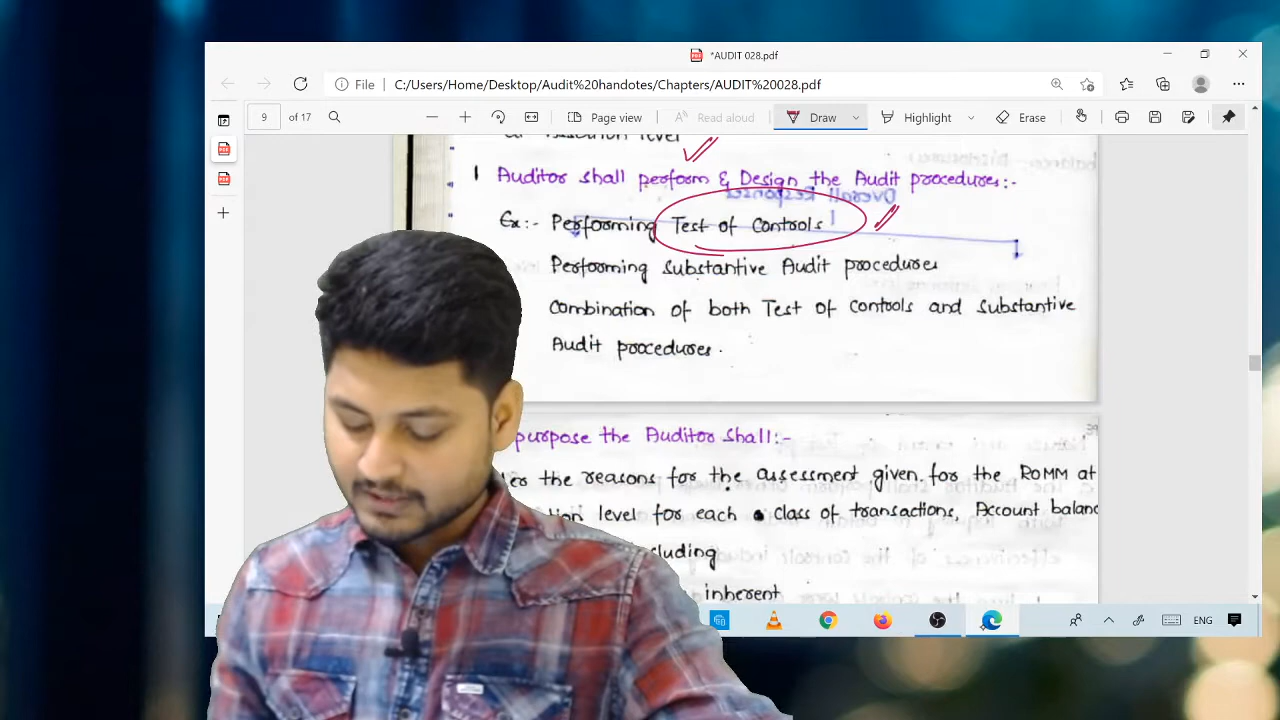 *AUDIT 028.pdf
File C:/Users/Home/Desktop/Audit%20handotes/Chapters/AUDIT%20028.pdf
9 of 17 Page view Read aloud Draw Highlight Erase
Auditor shall perform & Design the Audit procedures:-
Overall Responses
Ex:- Performing Test of Controls
Performing substantive Audit procedures
Combination of both Test of Controls and substantive
Audit procedures.
purpose the Auditor shall:-
39
the reasons for the assessment given for the RoMM at
level for each class of transactions, Account balanc
inherent
ENG